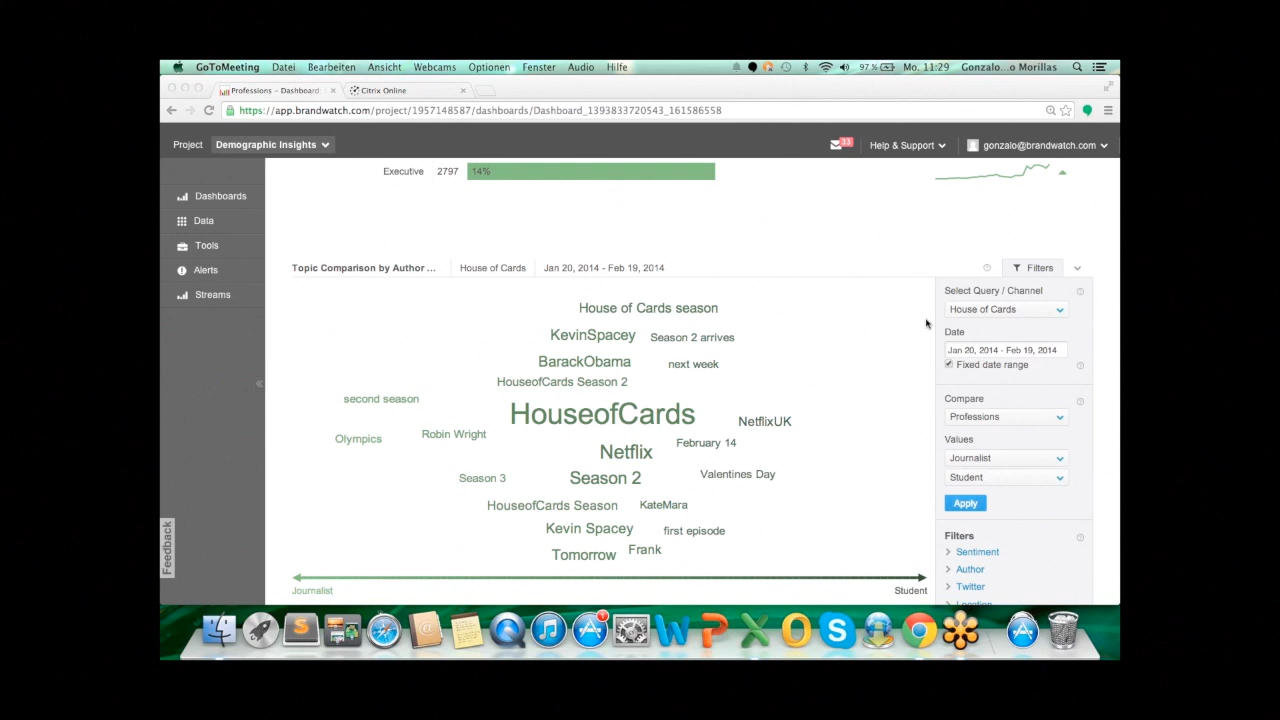 GoToMeeting Datei Bearbeiten Ansicht Webcams Optionen Fenster Audio Hilfe 97 % Mo. 11:29 Gonzalo...o Morillas
Professions – Dashboard Citrix Online
https://app.brandwatch.com/project/1957148587/dashboards/Dashboard_1393833720543_161586558
Project Demographic Insights 33 Help & Support gonzalo@brandwatch.com
Executive 2797 14%
Dashboards
Data
Tools
Alerts
Streams
Feedback
Topic Comparison by Author ... House of Cards Jan 20, 2014 - Feb 19, 2014 Filters
House of Cards season
KevinSpacey Season 2 arrives
BarackObama next week
HouseofCards Season 2
second season HouseofCards NetflixUK
Olympics Robin Wright February 14
Netflix
Season 3 Season 2 Valentines Day
HouseofCards Season KateMara
Kevin Spacey first episode
Tomorrow Frank
Journalist Student
Select Query / Channel
House of Cards
Date
Jan 20, 2014 - Feb 19, 2014
Fixed date range
Compare
Professions
Values
Journalist
Student
Apply
Filters
Sentiment
Author
Twitter
Location